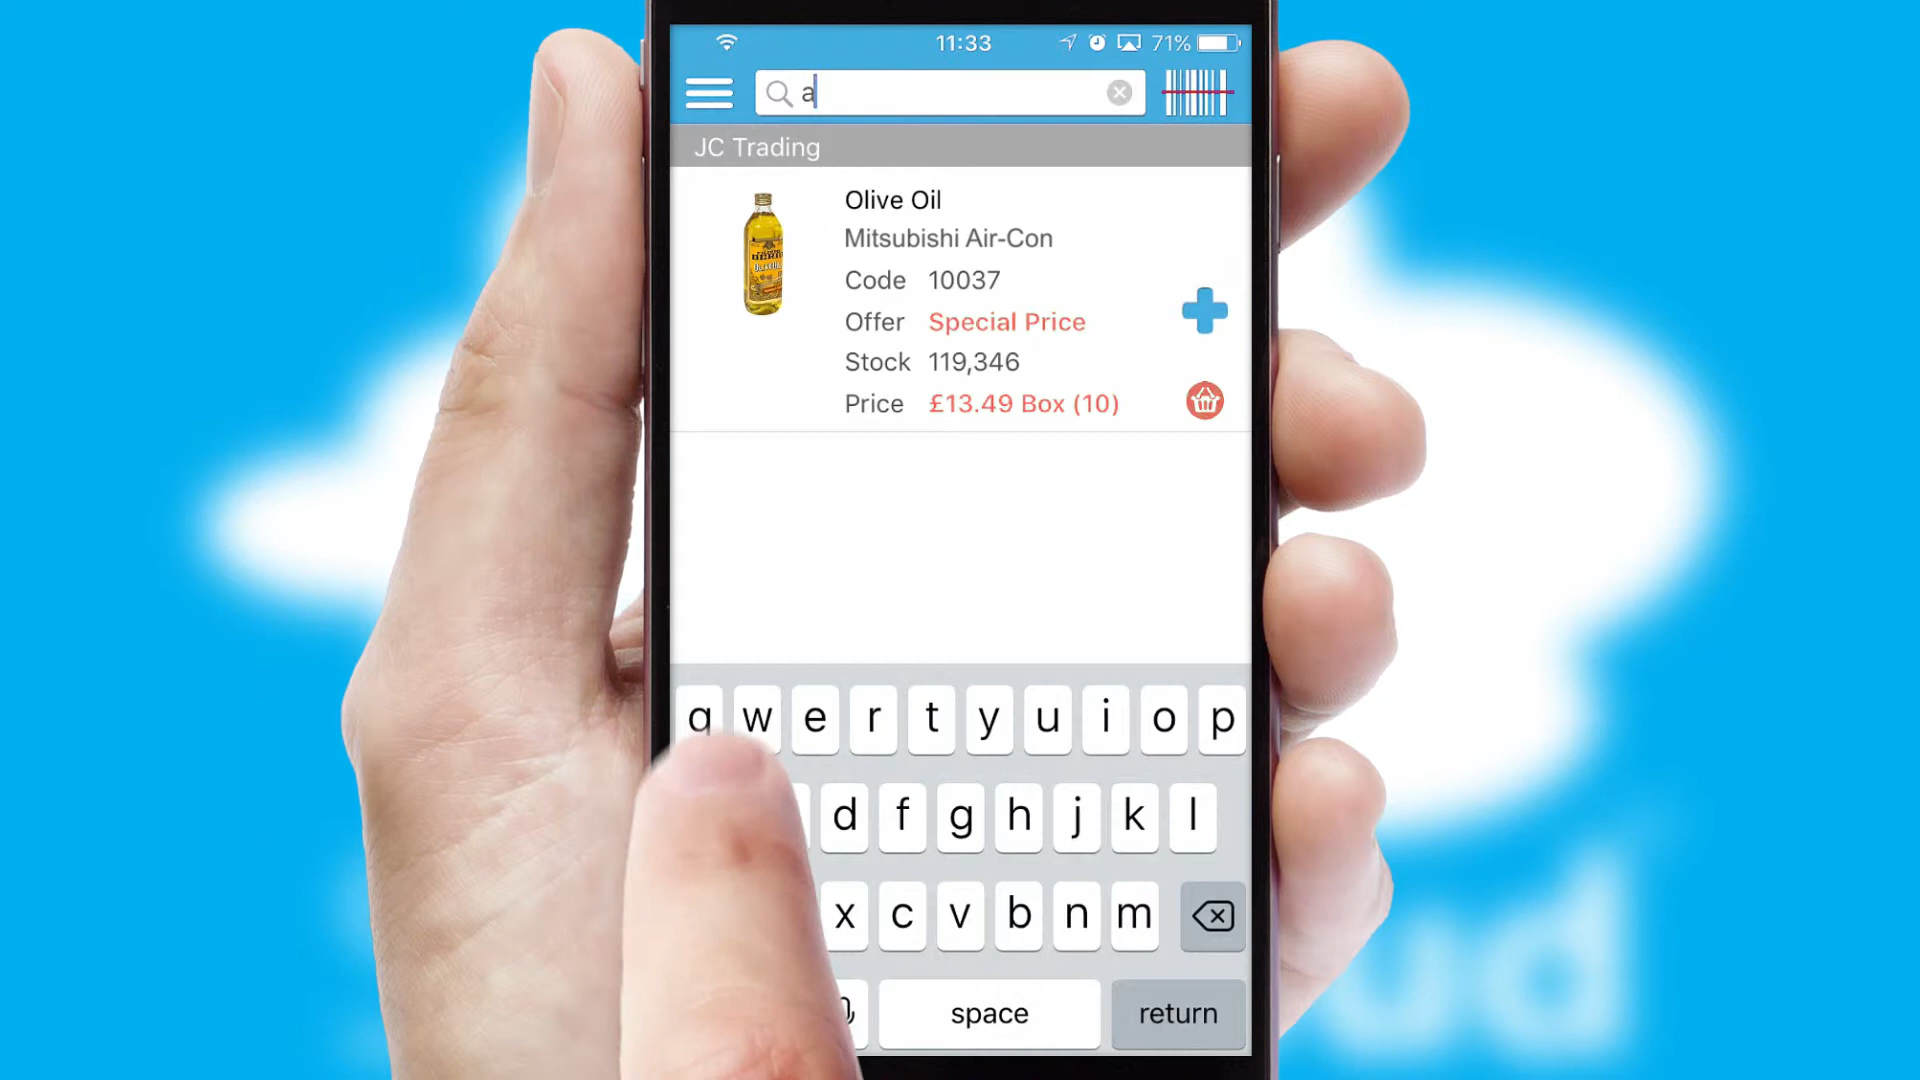 11:33 71%
a
JC Trading
Olive Oil
Mitsubishi Air-Con
Code 10037
Offer Special Price
Stock 119,346
Price £13.49 Box (10)
q w e r t y u i o p
d f g h j k l
x c v b n m
space return
ud